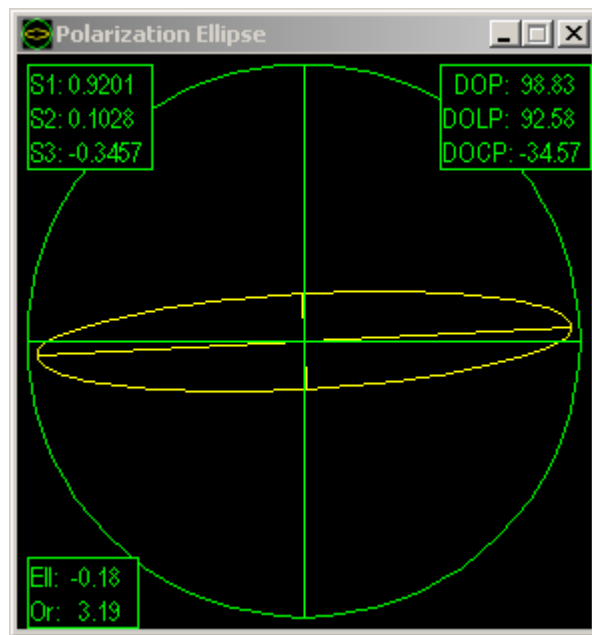 Polarization Ellipse
S1: 0.9201
S2: 0.1028
S3: -0.3457
DOP: 98.83
DOLP: 92.58
DOCP: -34.57
Ell: -0.18
Or: 3.19